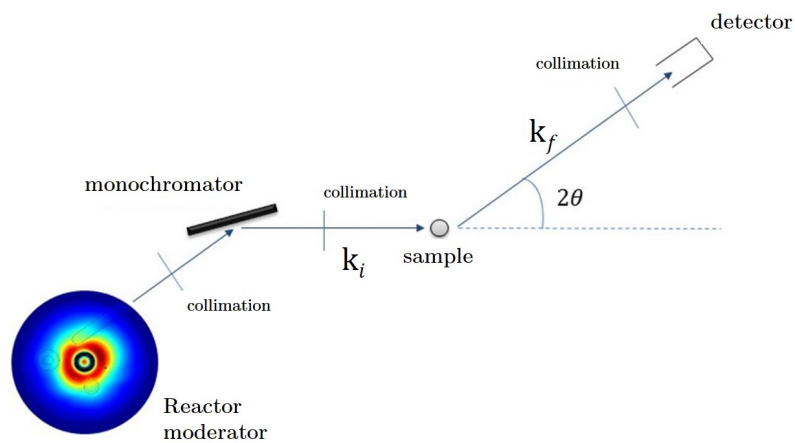 detector
collimation
k_f
monochromator
collimation
2θ
k_i
sample
collimation
Reactor
moderator